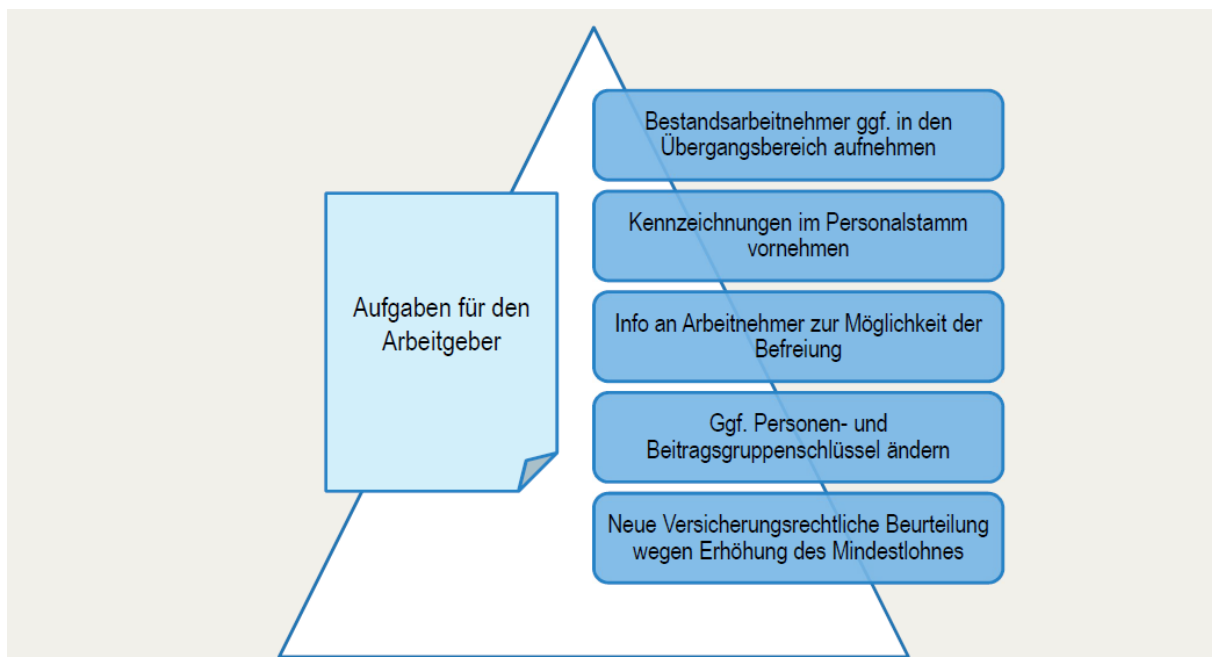 Aufgaben für den
Arbeitgeber
Bestandsarbeitnehmer ggf. in den
Übergangsbereich aufnehmen
Kennzeichnungen im Personalstamm
vornehmen
Info an Arbeitnehmer zur Möglichkeit der
Befreiung
Ggf. Personen- und
Beitragsgruppenschlüssel ändern
Neue Versicherungsrechtliche Beurteilung
wegen Erhöhung des Mindestlohnes